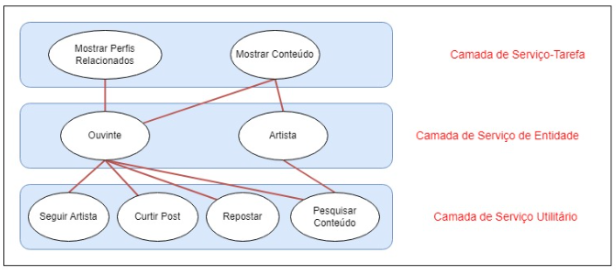 Mostrar Perfis
Relacionados
Mostrar Conteúdo
Camada de Serviço-Tarefa
Ouvinte
Artista
Camada de Serviço de Entidade
Seguir Artista
Curtir Post
Repostar
Pesquisar
Conteúdo
Camada de Serviço Utilitário